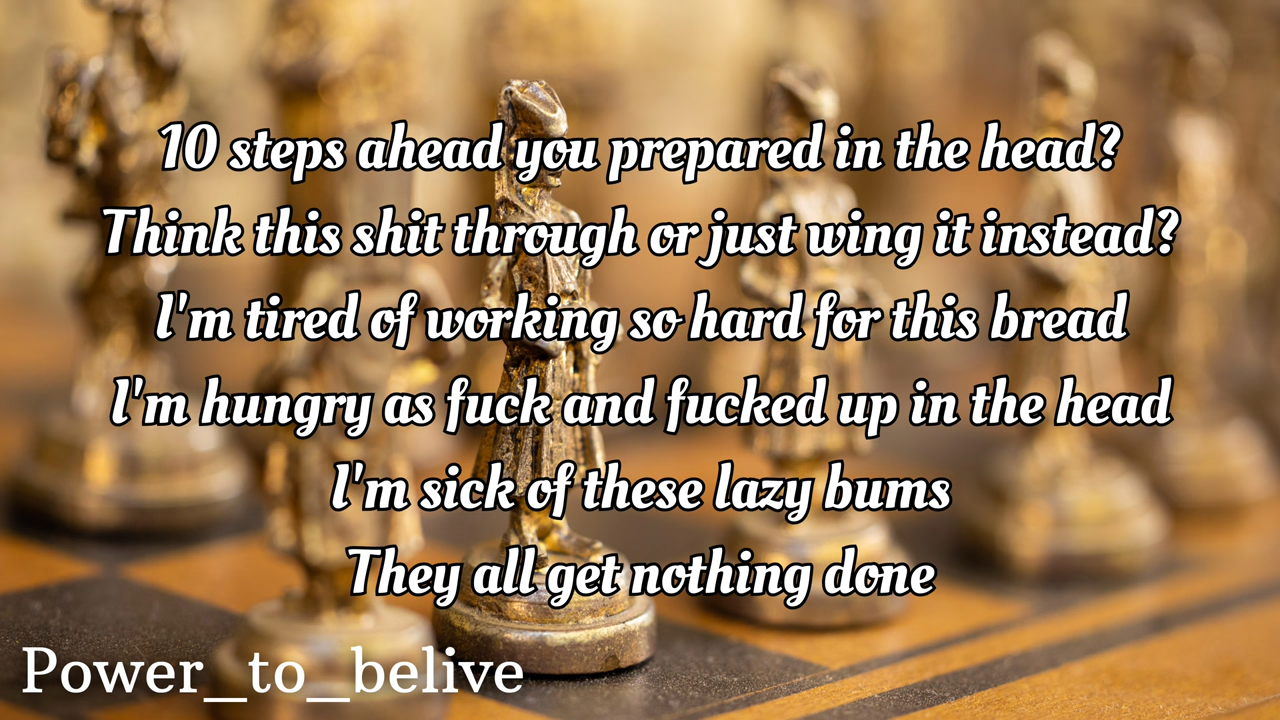 10 steps ahead you prepared in the head?
Think this shit through or just wing it instead?
I'm tired of working so hard for this bread
I'm hungry as fuck and fucked up in the head
I'm sick of these lazy bums
They all get nothing done
Power_to_belive